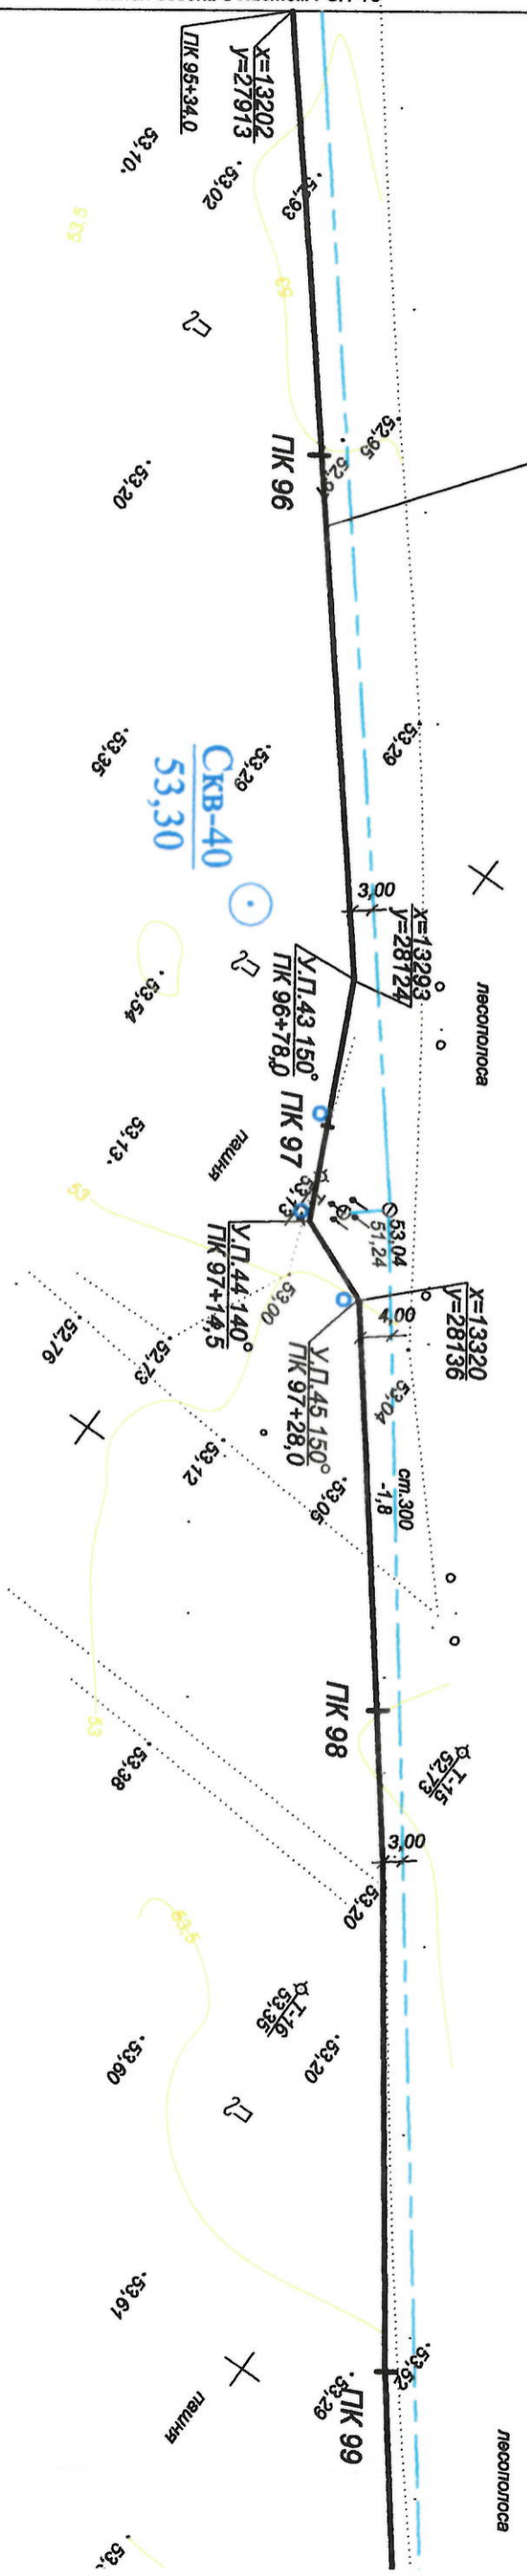 x=13202
y=27913
ПК 95+34.0
53,10
53,02
53,5
53
52,95
ПК 96
53,20
53,29
53,35
53,29
Скв-40
53,30
3,00
x=13293
y=28124
лесополоса
У.П.43 150°
ПК 96+78,0
53,54
ПК 97
53,13
пашня
53
53,04
51,24
У.П.44 140°
ПК 97+14,5
53,00
x=13320
y=28136
4,00
У.П.45 150°
ПК 97+28,0
53,04
52,76
52,73
53,12
53,05
ст.300
-1,8
ПК 98
53
53,38
Т-15
52,73
3,00
53,20
53,5
Т-16
53,35
53,20
53,60
53,61
53,52
53,29
ПК 99
пашня
лесополоса